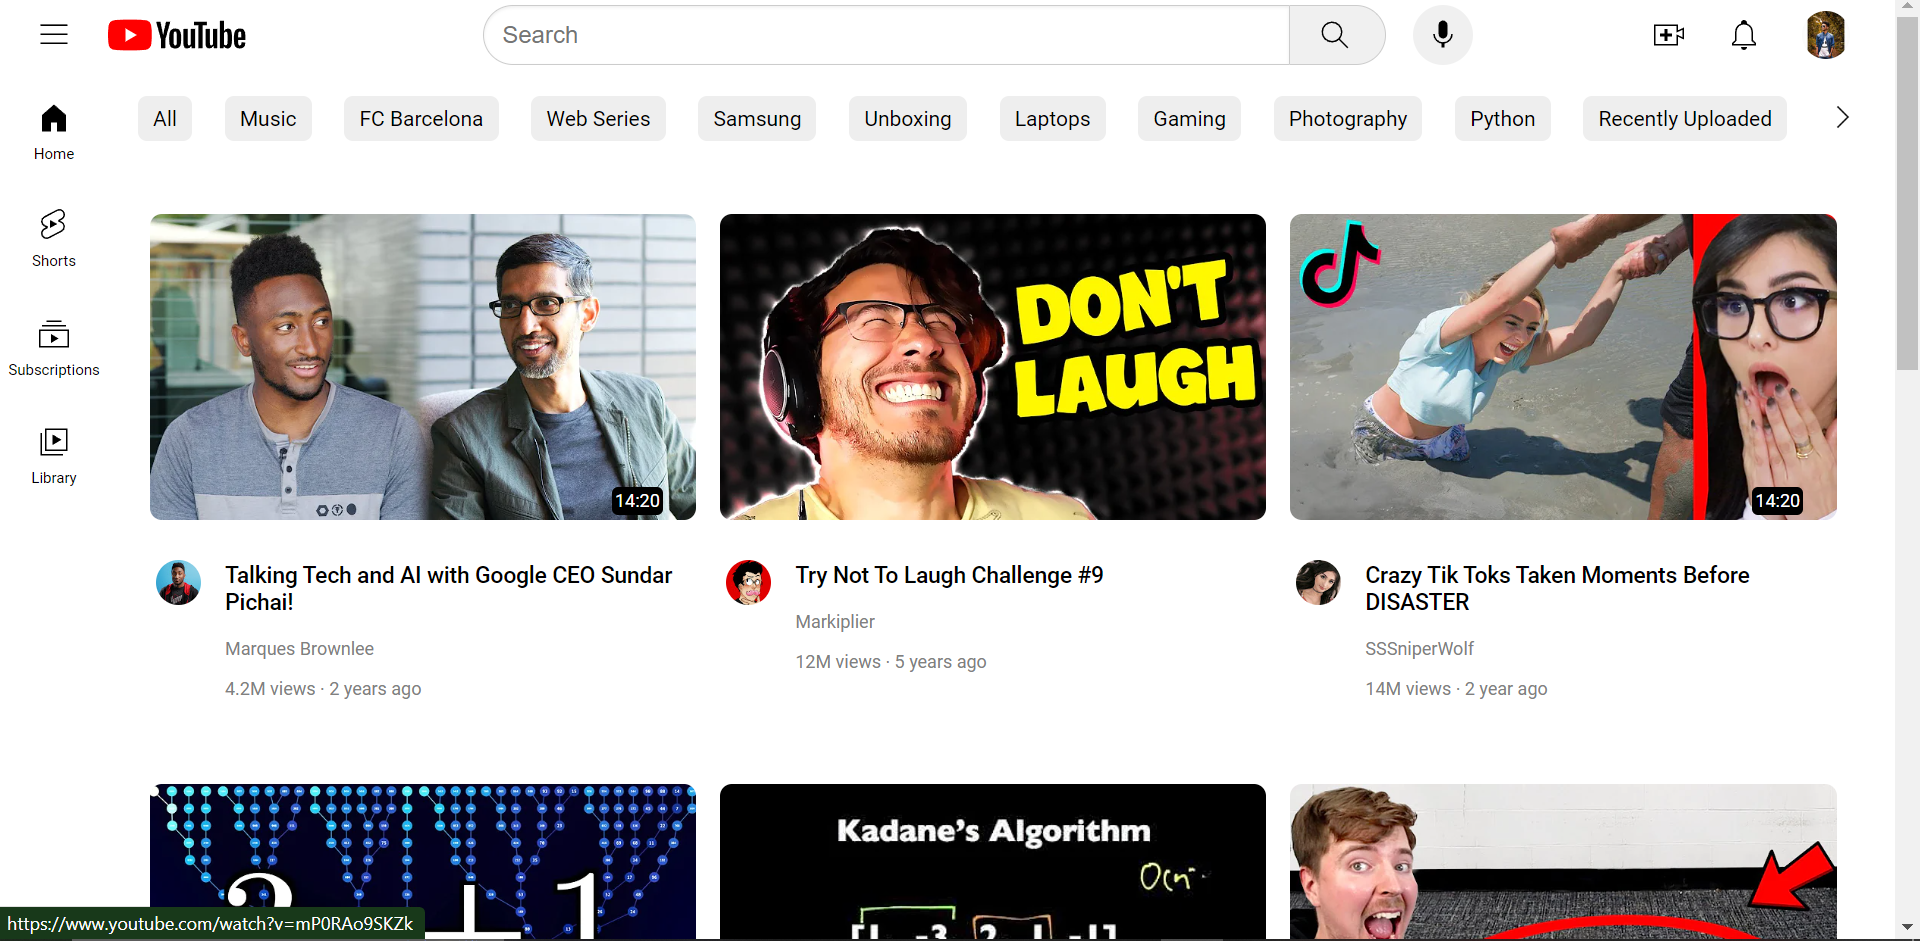 YouTube
Search
All
Music
FC Barcelona
Web Series
Samsung
Unboxing
Laptops
Gaming
Photography
Python
Recently Uploaded
Home
Shorts
Subscriptions
Library
14:20
DON'T
LAUGH
14:20
Talking Tech and AI with Google CEO Sundar
Pichai!
Marques Brownlee
4.2M views · 2 years ago
Try Not To Laugh Challenge #9
Markiplier
12M views · 5 years ago
Crazy Tik Toks Taken Moments Before
DISASTER
SSSniperWolf
14M views · 2 year ago
+1
Kadane's Algorithm
https://www.youtube.com/watch?v=mP0RAo9SKZk